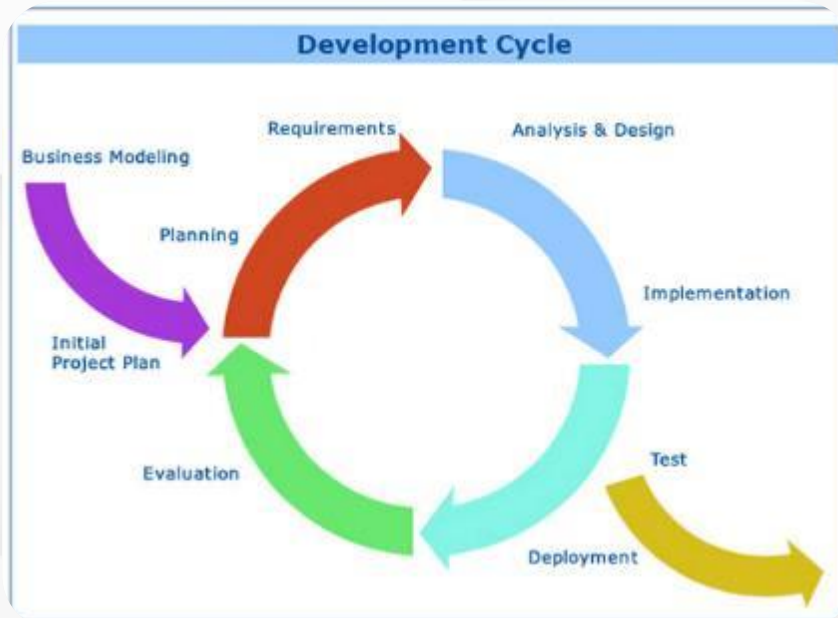 Development Cycle
Requirements
Analysis & Design
Business Modeling
Planning
Implementation
Initial
Project Plan
Evaluation
Test
Deployment